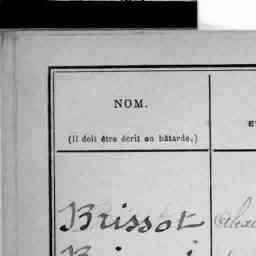 NOM.
(Il doit être écrit en bâtarde.)
Brissot